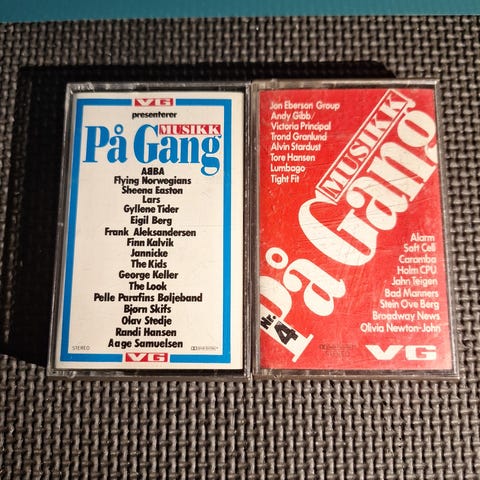 VG
presenterer
MUSIKK
På Gang
ABBA
Flying Norwegians
Sheena Easton
Lars
Gyllene Tider
Eigil Berg
Frank Aleksandersen
Finn Kalvik
Jannicke
The Kids
George Keller
The Look
Pelle Parafins Bøljeband
Bjørn Skifs
Olav Stedje
Randi Hansen
Aage Samuelsen
STEREO
VG
Jon Eberson Group
Andy Gibb/
Victoria Principal
Trond Granlund
Alvin Stardust
Tore Hansen
Lumbago
Tight Fit
MUSIKK
På Gang
Nr. 4
Alarm
Soft Cell
Caramba
Holm CPU
Jahn Teigen
Bad Manners
Stein Ove Berg
Broadway News
Olivia Newton-John
VG